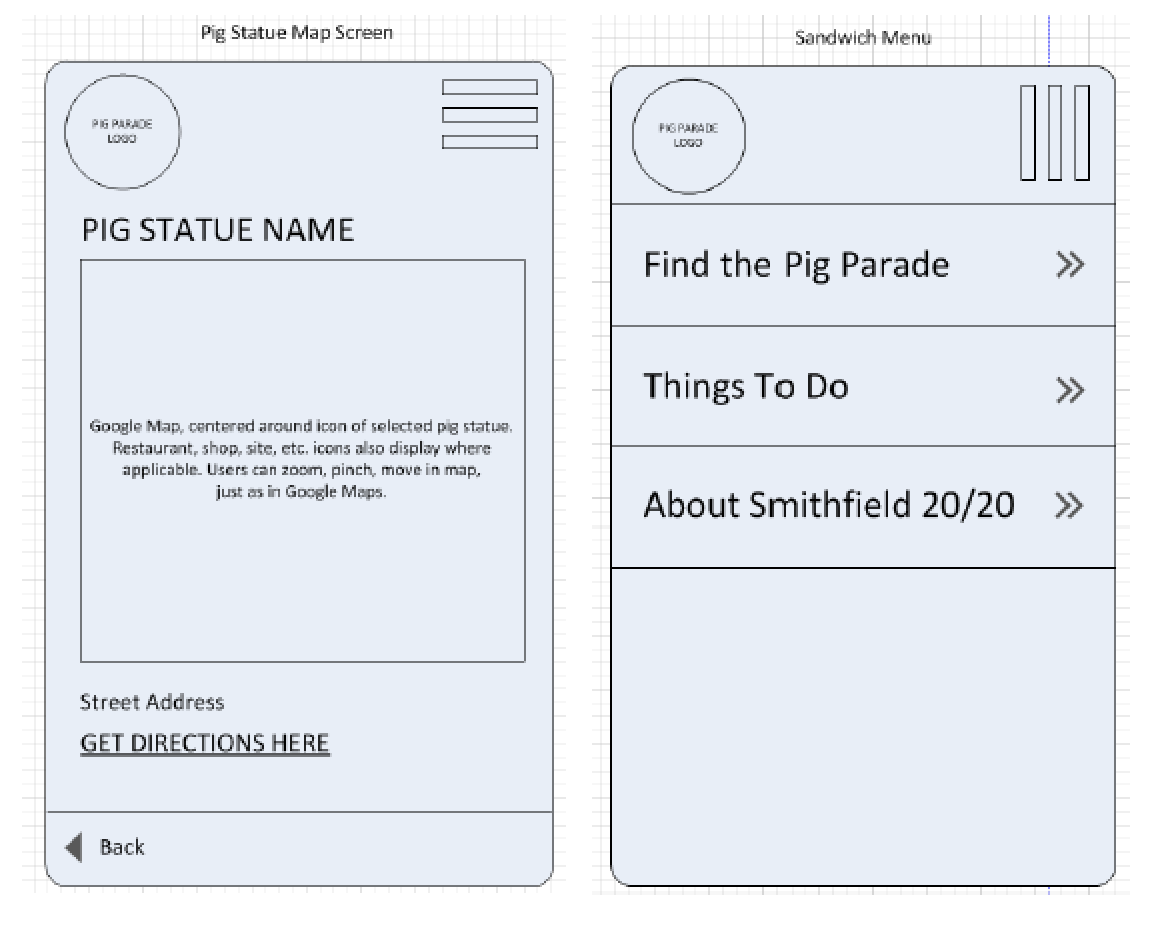 Pig Statue Map Screen
PIG PARADE
LOGO
PIG STATUE NAME
Google Map, centered around icon of selected pig statue.
Restaurant, shop, site, etc. icons also display where
applicable. Users can zoom, pinch, move in map,
just as in Google Maps.
Street Address
GET DIRECTIONS HERE
Back
Sandwich Menu
PIG PARADE
LOGO
Find the Pig Parade
Things To Do
About Smithfield 20/20